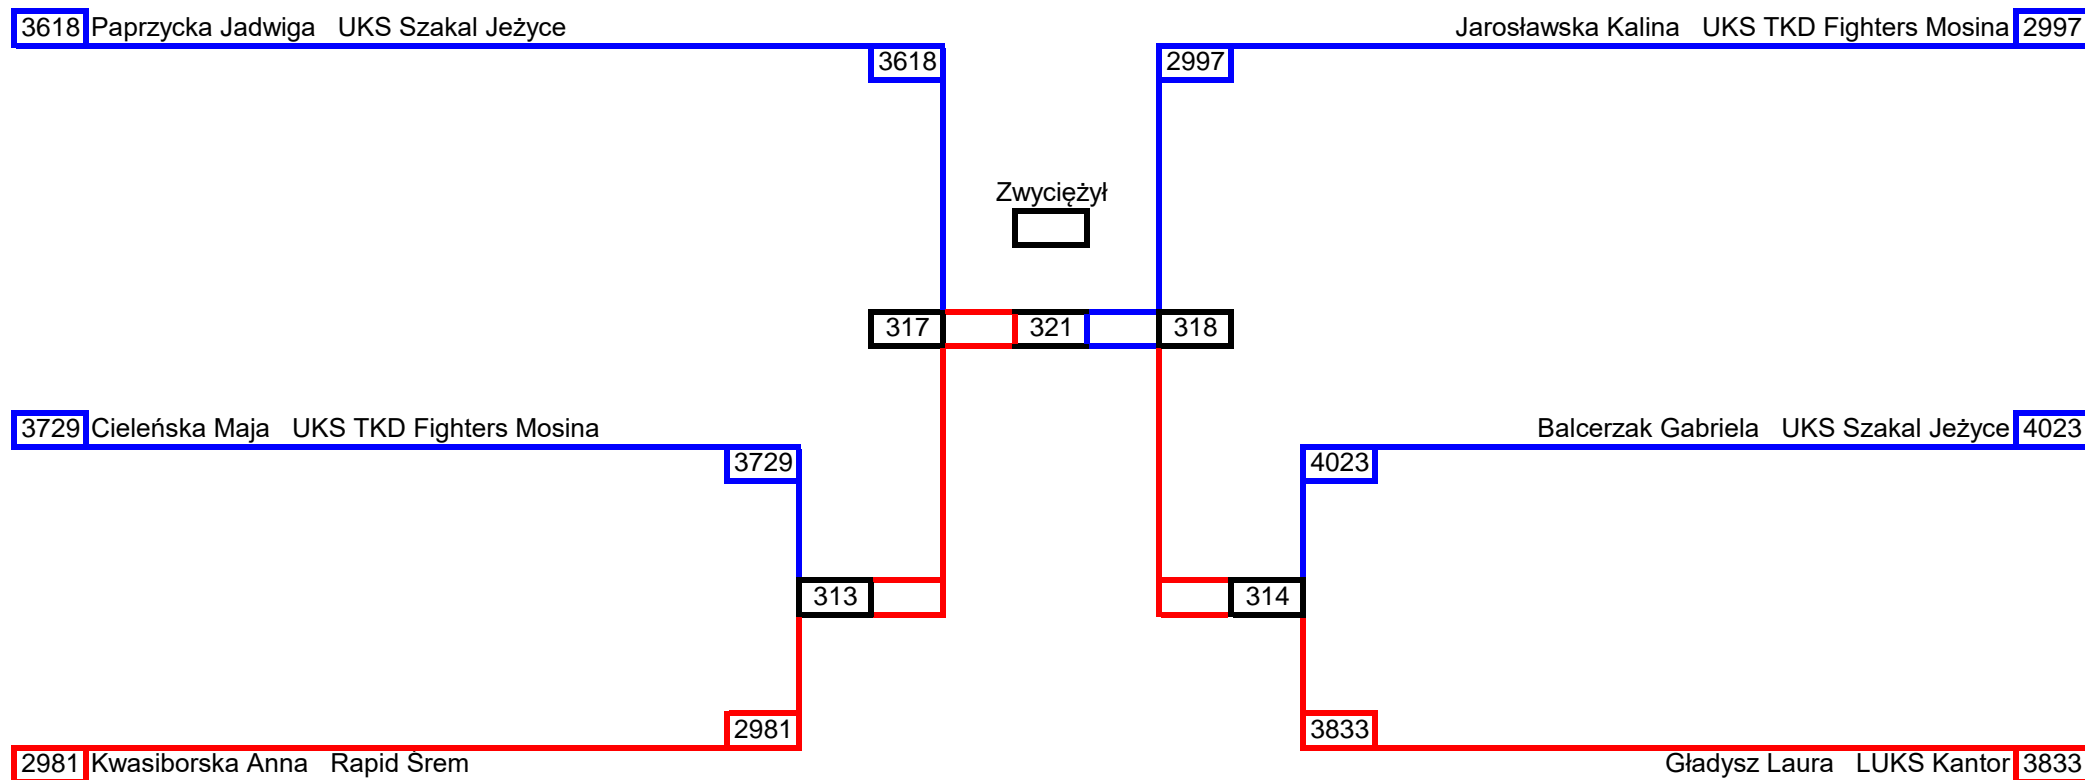 3618 Paprzycka Jadwiga UKS Szakal Jeżyce
Jarosławska Kalina UKS TKD Fighters Mosina 2997
3618
2997
Zwyciężył
317
321
318
3729 Cieleńska Maja UKS TKD Fighters Mosina
Balcerzak Gabriela UKS Szakal Jeżyce 4023
3729
4023
313
314
2981
3833
2981 Kwasiborska Anna Rapid Śrem
Gładysz Laura LUKS Kantor 3833